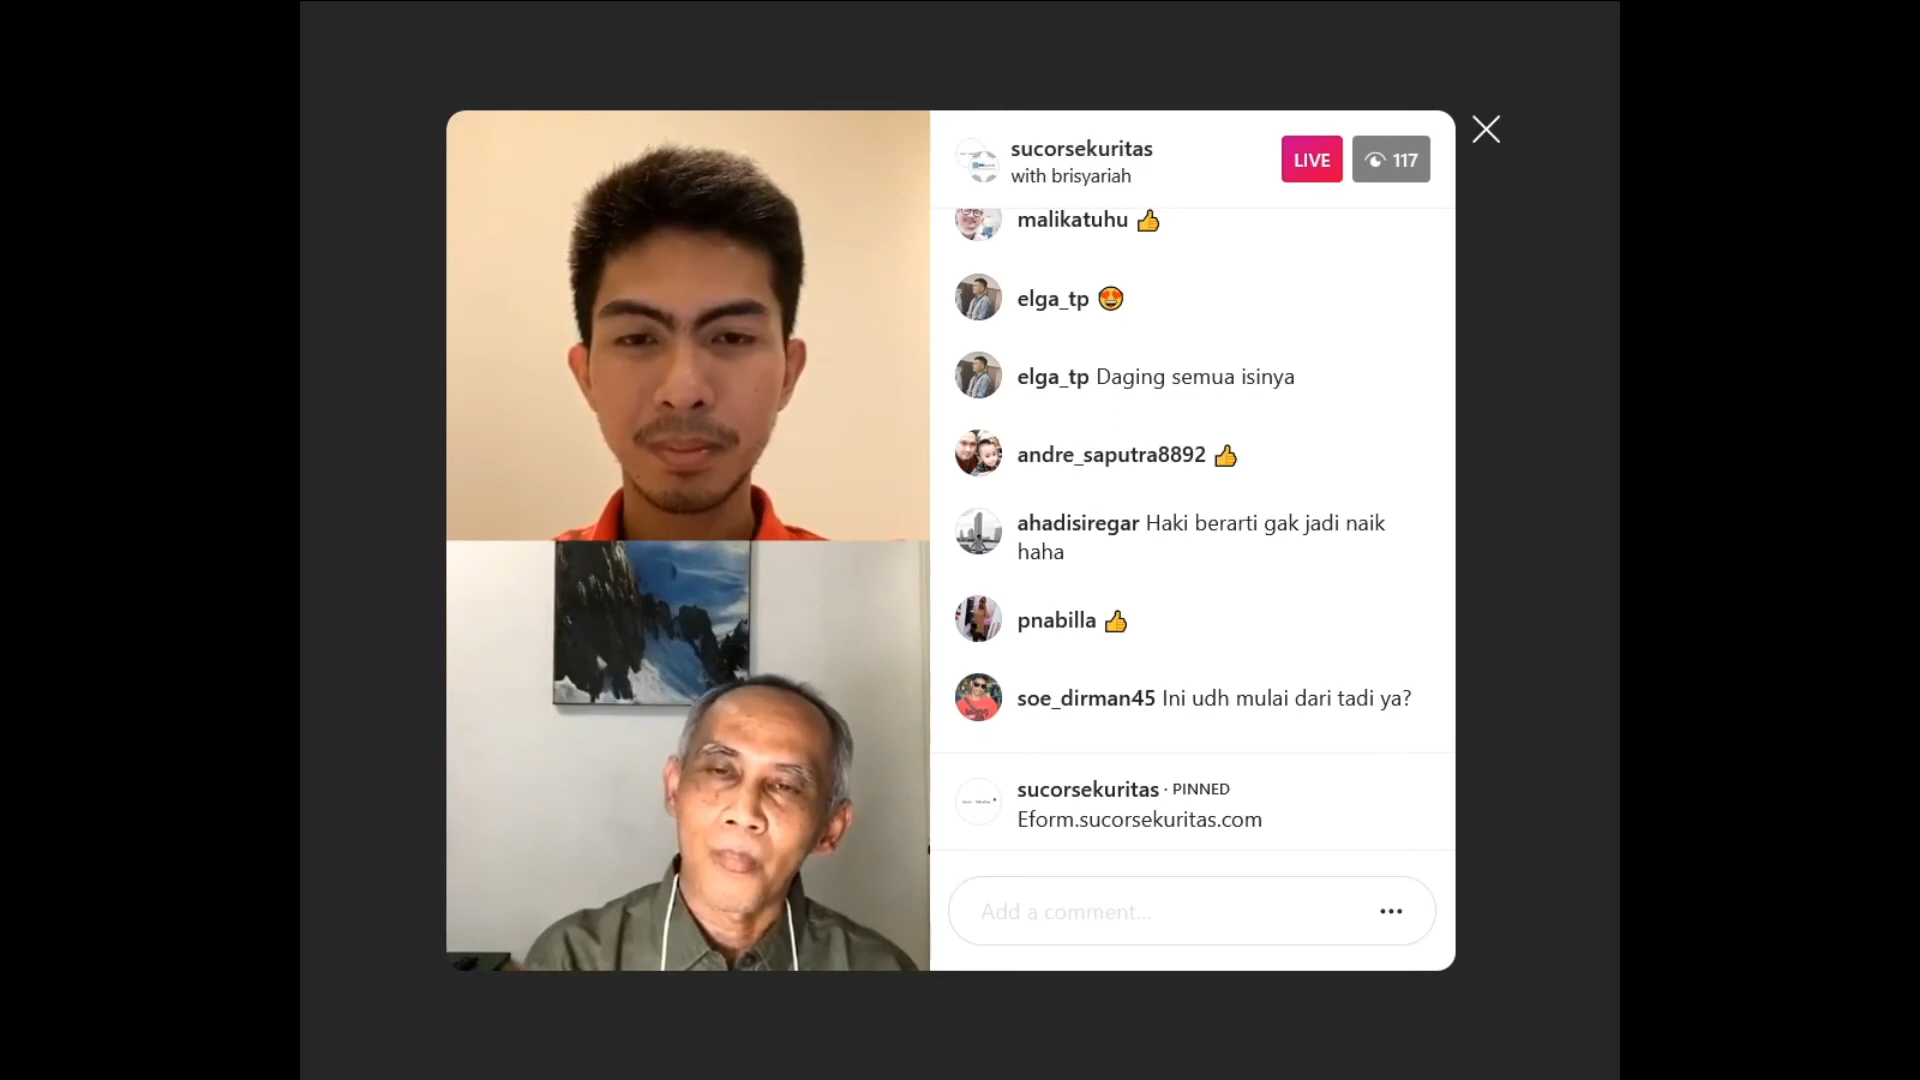 sucorsekuritas
with brisyariah
LIVE
117
malikatuhu 👍
elga_tp 😍
elga_tp Daging semua isinya
andre_saputra8892 👍
ahadisiregar Haki berarti gak jadi naik
haha
pnabilla 👍
soe_dirman45 Ini udh mulai dari tadi ya?
sucorsekuritas · PINNED
Eform.sucorsekuritas.com
Add a comment...